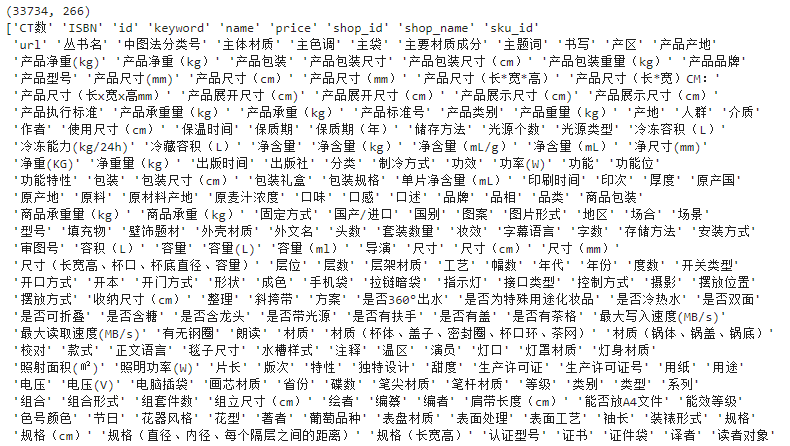 (33734, 266)
['CT数' 'ISBN' 'id' 'keyword' 'name' 'price' 'shop_id' 'shop_name' 'sku_id'
'url' '丛书名' '中图法分类号' '主体材质' '主色调' '主袋' '主要材质成分' '主题词' '书写' '产区' '产品产地'
'产品净重(kg)' '产品净重（kg）' '产品包装' '产品包装尺寸' '产品包装尺寸（cm）' '产品包装重量（kg）' '产品品牌'
'产品型号' '产品尺寸(mm)' '产品尺寸（cm）' '产品尺寸（mm）' '产品尺寸（长*宽*高）' '产品尺寸（长*宽）CM：'
'产品尺寸（长x宽x高mm）' '产品展开尺寸（cm)' '产品展开尺寸（cm）' '产品展示尺寸（cm)' '产品展示尺寸（cm）'
'产品执行标准' '产品承重量（kg）' '产品承重（kg）' '产品标准号' '产品类别' '产品重量（kg）' '产地' '人群' '介质'
'作者' '使用尺寸（cm）' '保温时间' '保质期' '保质期（年）' '储存方法' '光源个数' '光源类型' '冷冻容积（L）'
'冷冻能力(kg/24h)' '冷藏容积（L）' '净含量' '净含量（kg）' '净含量（mL/g）' '净含量（mL）' '净尺寸(mm)'
'净重(KG)' '净重量（kg）' '出版时间' '出版社' '分类' '制冷方式' '功效' '功率(W)' '功能' '功能位'
'功能特性' '包装' '包装尺寸（cm）' '包装礼盒' '包装规格' '单片净含量（mL）' '印刷时间' '印次' '厚度' '原产国'
'原产地' '原料' '原材料产地' '原麦汁浓度' '口味' '口感' '口述' '品牌' '品相' '品类' '商品包装'
'商品承重量（kg）' '商品承重（kg）' '固定方式' '国产/进口' '国别' '图案' '图片形式' '地区' '场合' '场景'
'型号' '填充物' '壁饰题材' '外壳材质' '外文名' '头数' '套装数量' '妆效' '字幕语言' '字数' '存储方法' '安装方式'
'审图号' '容积（L）' '容量' '容量(L)' '容量（ml）' '导演' '尺寸' '尺寸（cm）' '尺寸（mm）'
'尺寸（长宽高、杯口、杯底直径、容量）' '层位' '层数' '层架材质' '工艺' '幅数' '年代' '年份' '度数' '开关类型'
'开口方式' '开本' '开门方式' '形状' '成色' '手机袋' '拉链暗袋' '指示灯' '接口类型' '控制方式' '摄影' '摆放位置'
'摆放方式' '收纳尺寸（cm）' '整理' '斜挎带' '方案' '是否360°出水' '是否为特殊用途化妆品' '是否冷热水' '是否双面'
'是否可折叠' '是否含糖' '是否含龙头' '是否带光源' '是否有扶手' '是否有盖' '是否有茶格' '最大写入速度(MB/s)'
'最大读取速度(MB/s)' '有无钢圈' '朗读' '材质' '材质（杯体、盖子、密封圈、杯口环、茶网）' '材质（锅体、锅盖、锅底）'
'校对' '款式' '正文语言' '毯子尺寸' '水槽样式' '注释' '温区' '演员' '灯口' '灯罩材质' '灯身材质'
'照射面积(㎡)' '照明功率(W)' '片长' '版次' '特性' '独特设计' '甜度' '生产许可证' '生产许可证号' '用纸' '用途'
'电压' '电压(V)' '电脑插袋' '画芯材质' '省份' '碟数' '笔尖材质' '笔杆材质' '等级' '类别' '类型' '系列'
'组合' '组合形式' '组套件数' '组立尺寸（cm）' '绘者' '编纂' '编者' '肩带长度（cm）' '能否放A4文件' '能效等级'
'色号颜色' '节日' '花器风格' '花型' '著者' '葡萄品种' '表盘材质' '表面处理' '表面工艺' '袖长' '装裱形式' '规格'
'规格（cm）' '规格（直径、内径、每个隔层之间的距离）' '规格（长宽高）' '认证型号' '证书' '证件袋' '译者' '读者对象'